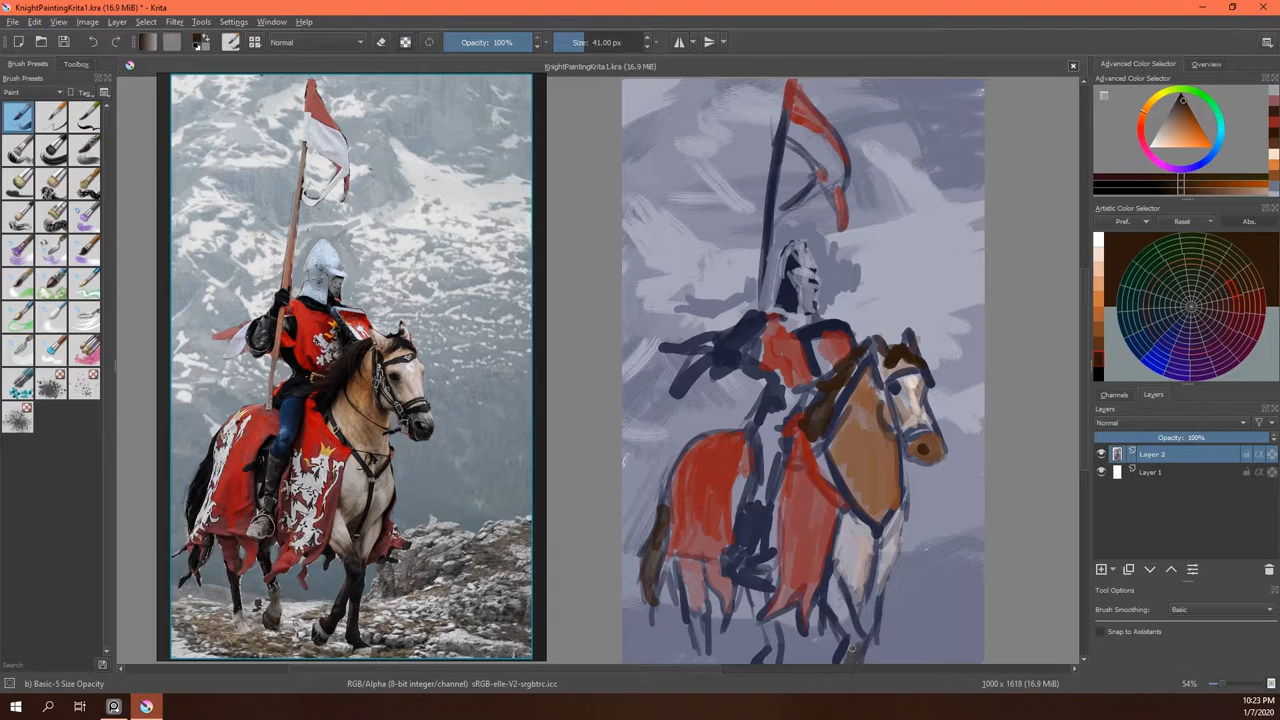 KnightPaintingKrita1.kra (16.9 MiB) * - Krita
File Edit View Image Layer Select Filter Tools Settings Window Help
Normal
Opacity: 100%
Size: 41.00 px
Brush Presets Toolbox
KnightPaintingKrita1.kra (16.9 MiB)
Advanced Color Selector Overview
Brush Presets
Advanced Color Selector
Paint
Tag
Artistic Color Selector
Pref. Reset Abs.
Channels Layers
Layers
Normal
Opacity: 100%
Layer 2
Layer 1
Tool Options
Brush Smoothing: Basic
Snap to Assistants
Search
b) Basic-5 Size Opacity
RGB/Alpha (8-bit integer/channel) sRGB-elle-V2-srgbtrc.icc
1000 x 1618 (16.9 MiB)
54%
10:23 PM
1/7/2020